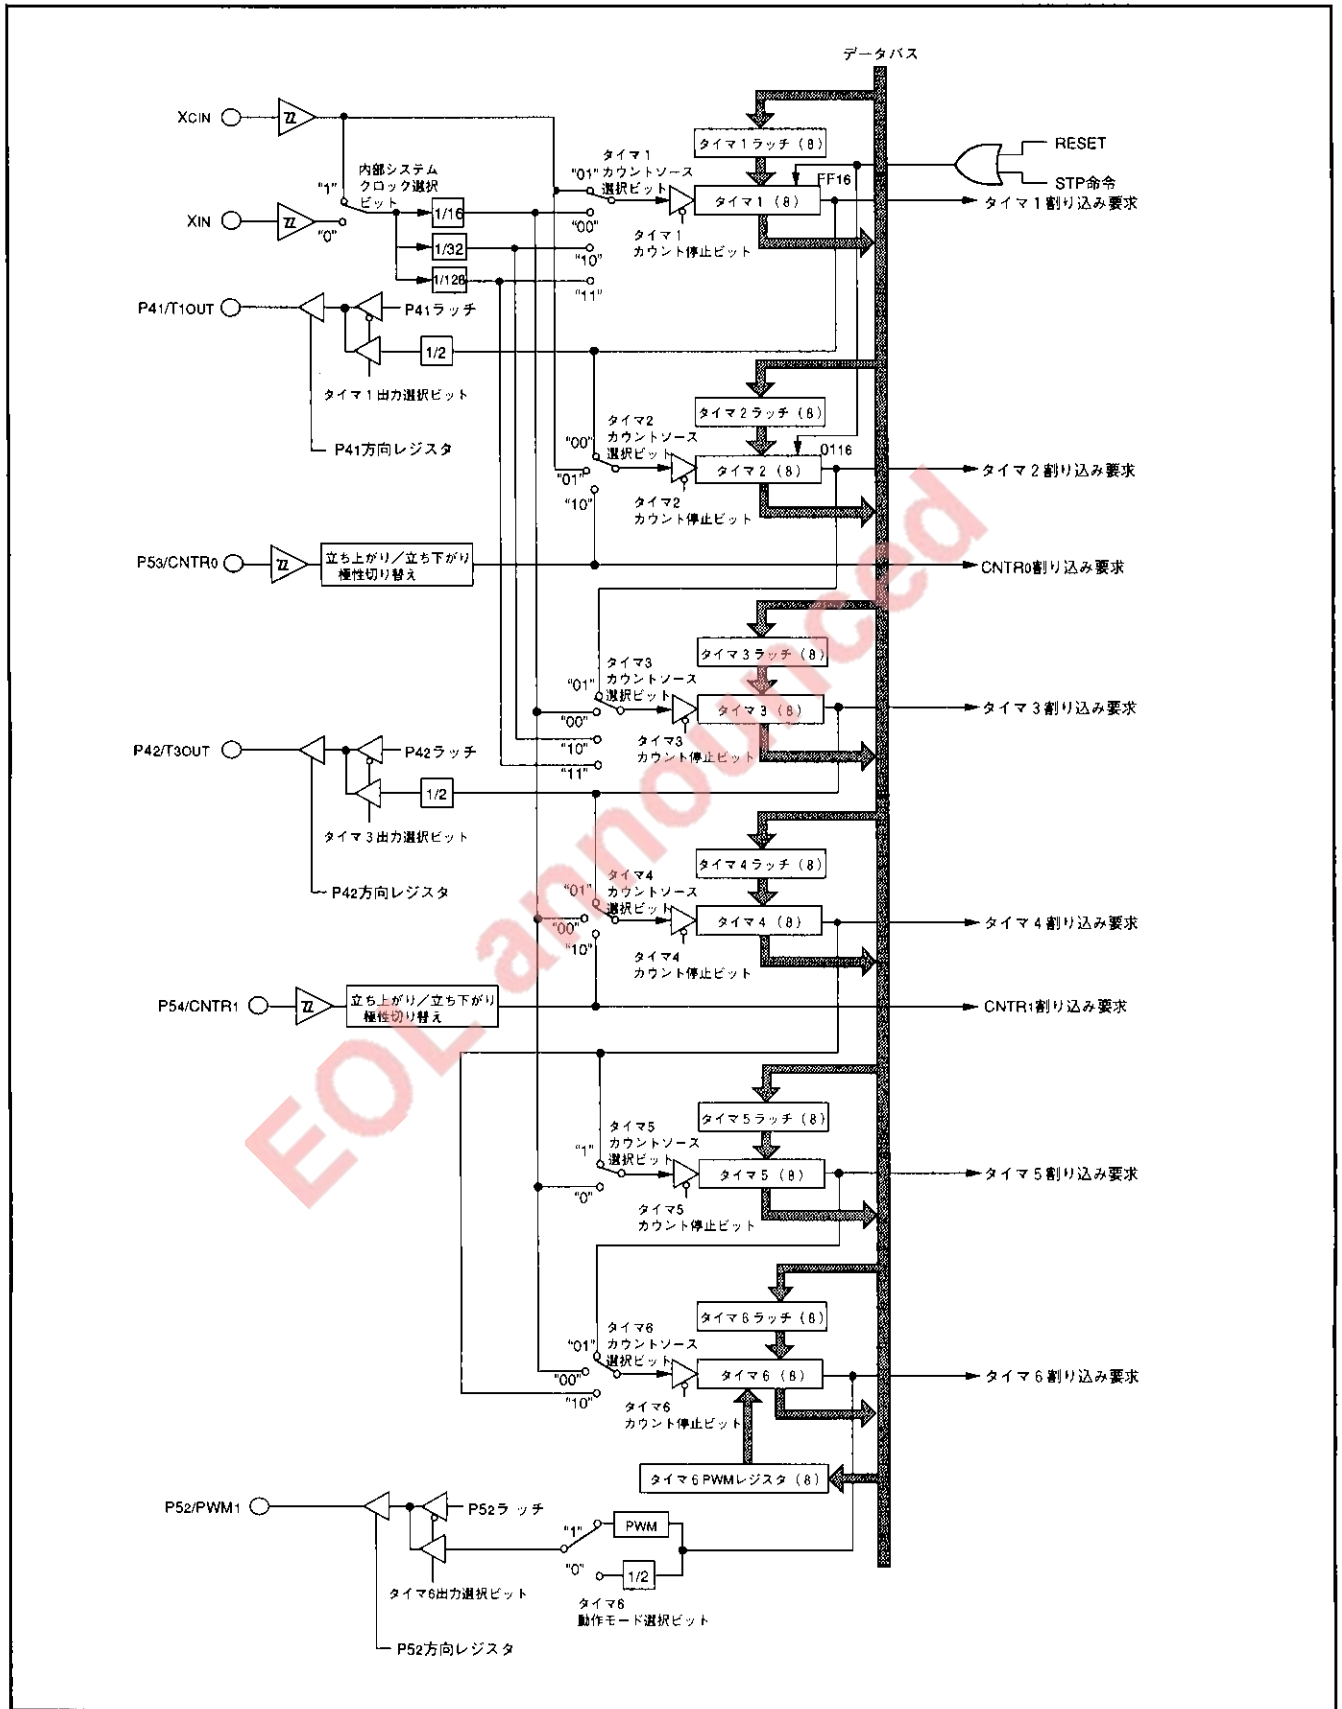 データバス
XCIN
RESET
STP命令
タイマ1ラッチ(8)
タイマ1
カウントソース
選択ビット
"01"
FF16
内部システム
クロック選択
ビット
"1"
XIN
"0"
1/16
"00"
タイマ1(8)
タイマ1割り込み要求
タイマ1
カウント停止ビット
1/32
"10"
1/128
"11"
P41/T1OUT
P41ラッチ
1/2
タイマ1出力選択ビット
P41方向レジスタ
タイマ2ラッチ(8)
タイマ2
カウントソース
選択ビット
"00"
0116
"01"
タイマ2(8)
タイマ2割り込み要求
"10"
タイマ2
カウント停止ビット
P53/CNTR0
立ち上がり/立ち下がり
極性切り替え
CNTR0割り込み要求
タイマ3ラッチ(8)
タイマ3
カウントソース
選択ビット
"01"
"00"
タイマ3(8)
タイマ3割り込み要求
"10"
タイマ3
カウント停止ビット
"11"
P42/T3OUT
P42ラッチ
1/2
タイマ3出力選択ビット
P42方向レジスタ
タイマ4ラッチ(8)
タイマ4
カウントソース
選択ビット
"01"
"00"
タイマ4(8)
タイマ4割り込み要求
"10"
タイマ4
カウント停止ビット
P54/CNTR1
立ち上がり/立ち下がり
極性切り替え
CNTR1割り込み要求
タイマ5ラッチ(8)
タイマ5
カウントソース
選択ビット
"1"
"0"
タイマ5(8)
タイマ5割り込み要求
タイマ5
カウント停止ビット
タイマ6ラッチ(8)
タイマ6
カウントソース
選択ビット
"01"
"00"
タイマ6(8)
タイマ6割り込み要求
"10"
タイマ6
カウント停止ビット
タイマ6PWMレジスタ(8)
P52/PWM1
P52ラッチ
"1"
PWM
"0"
1/2
タイマ6出力選択ビット
タイマ6
動作モード選択ビット
P52方向レジスタ
EOL announced